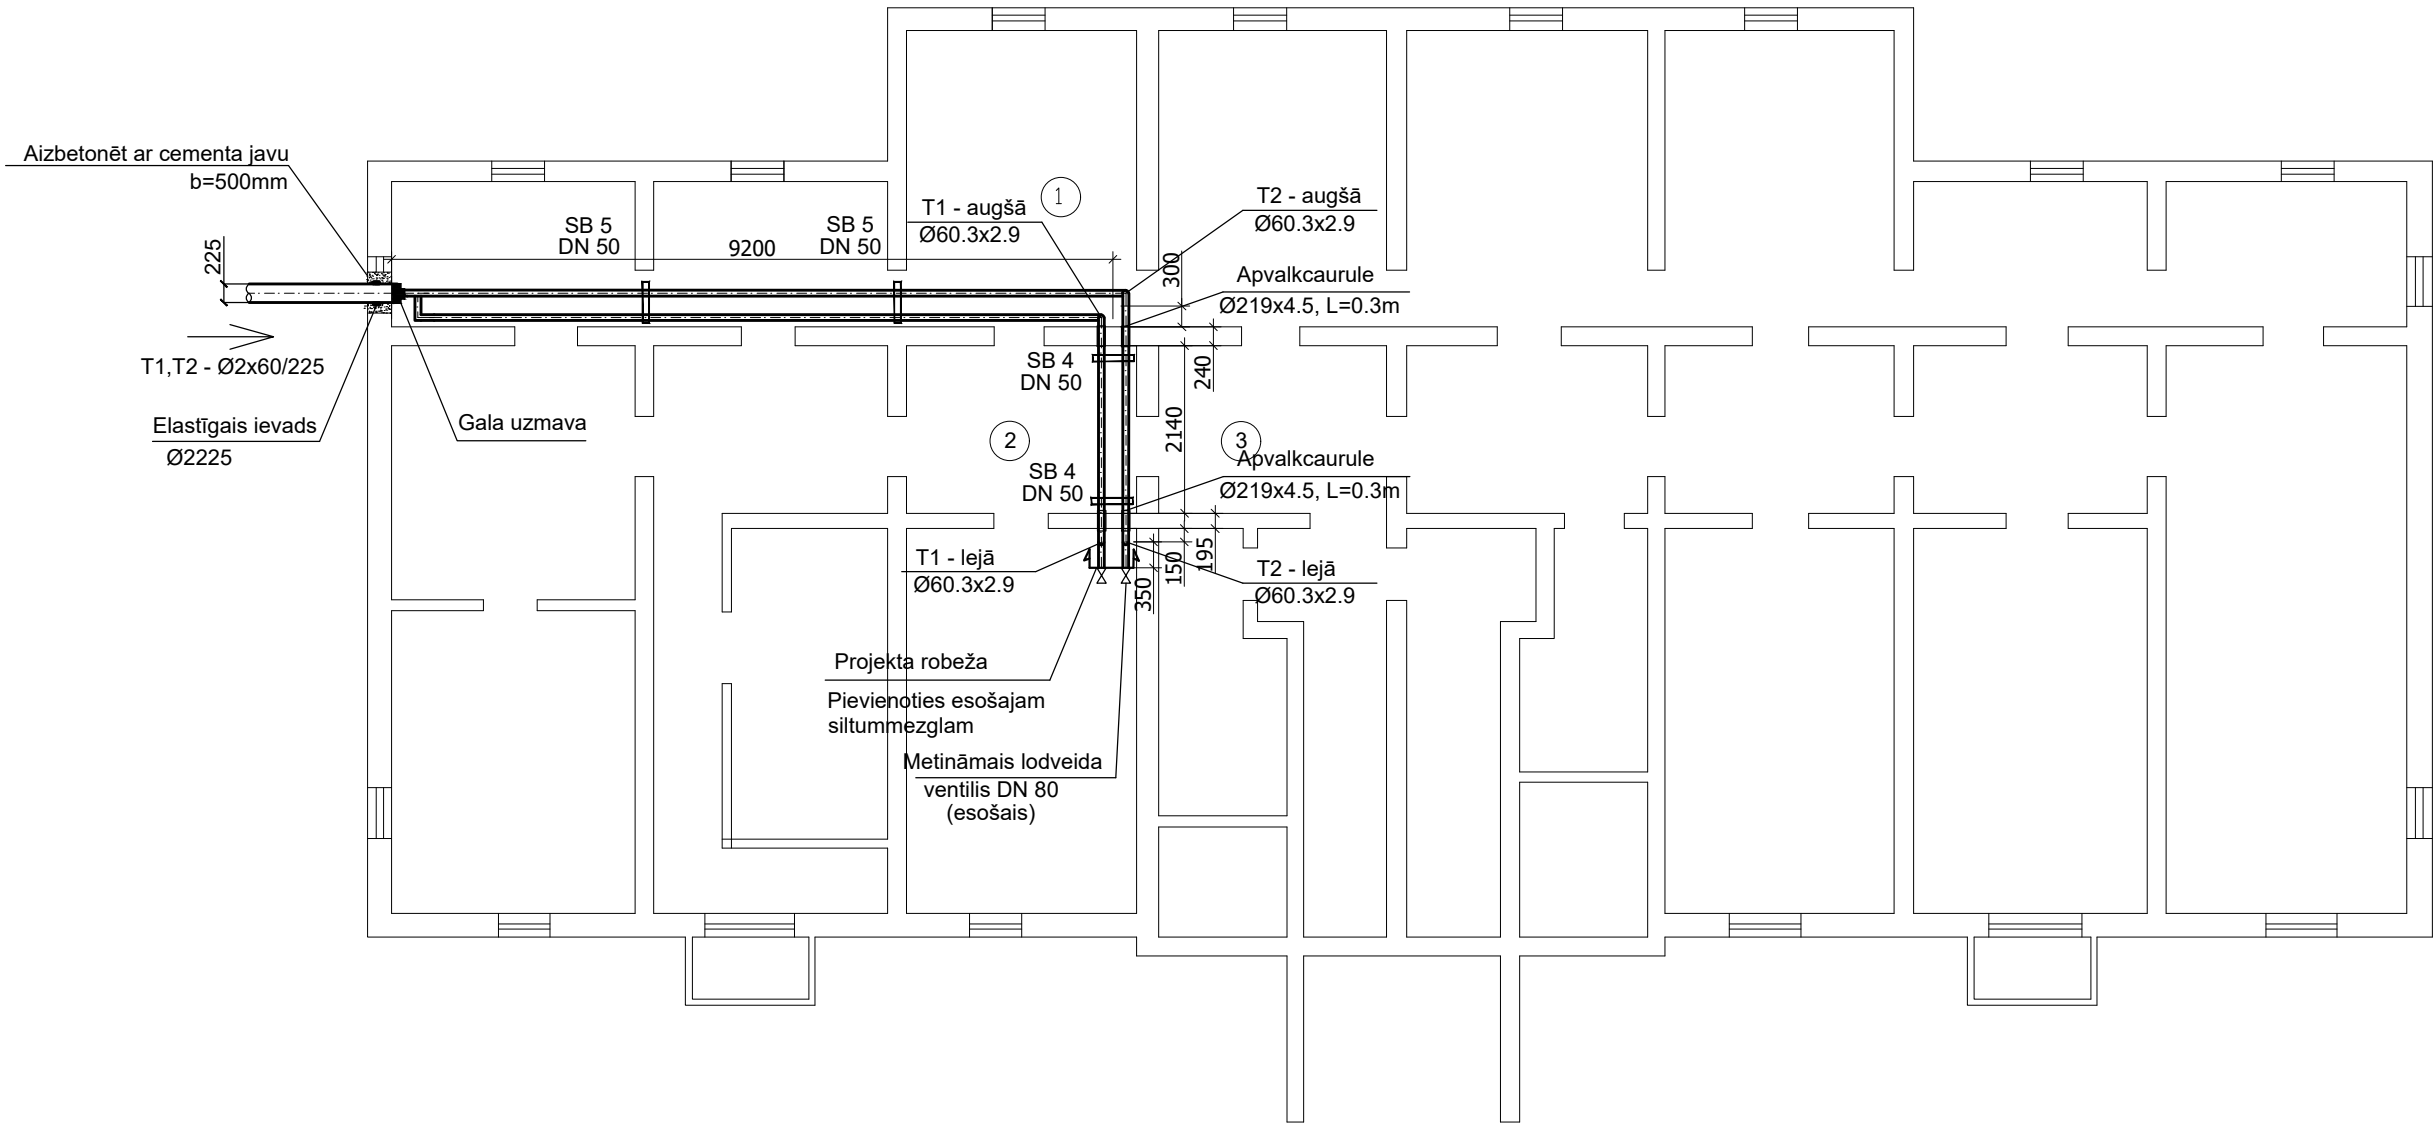 Aizbetonēt ar cementa javu
b=500mm
225
T1,T2 - Ø2x60/225
Elastīgais ievads
Ø2225
Gala uzmava
SB 5
DN 50
9200
SB 5
DN 50
T1 - augšā
Ø60.3x2.9
1
T2 - augšā
Ø60.3x2.9
300
Apvalkcaurule
Ø219x4.5, L=0.3m
SB 4
DN 50
240
2140
2
3
Apvalkcaurule
Ø219x4.5, L=0.3m
SB 4
DN 50
T1 - lejā
Ø60.3x2.9
350
150
195
T2 - lejā
Ø60.3x2.9
Projekta robeža
Pievienoties esošajam
siltummezglam
Metināmais lodveida
ventilis DN 80
(esošais)